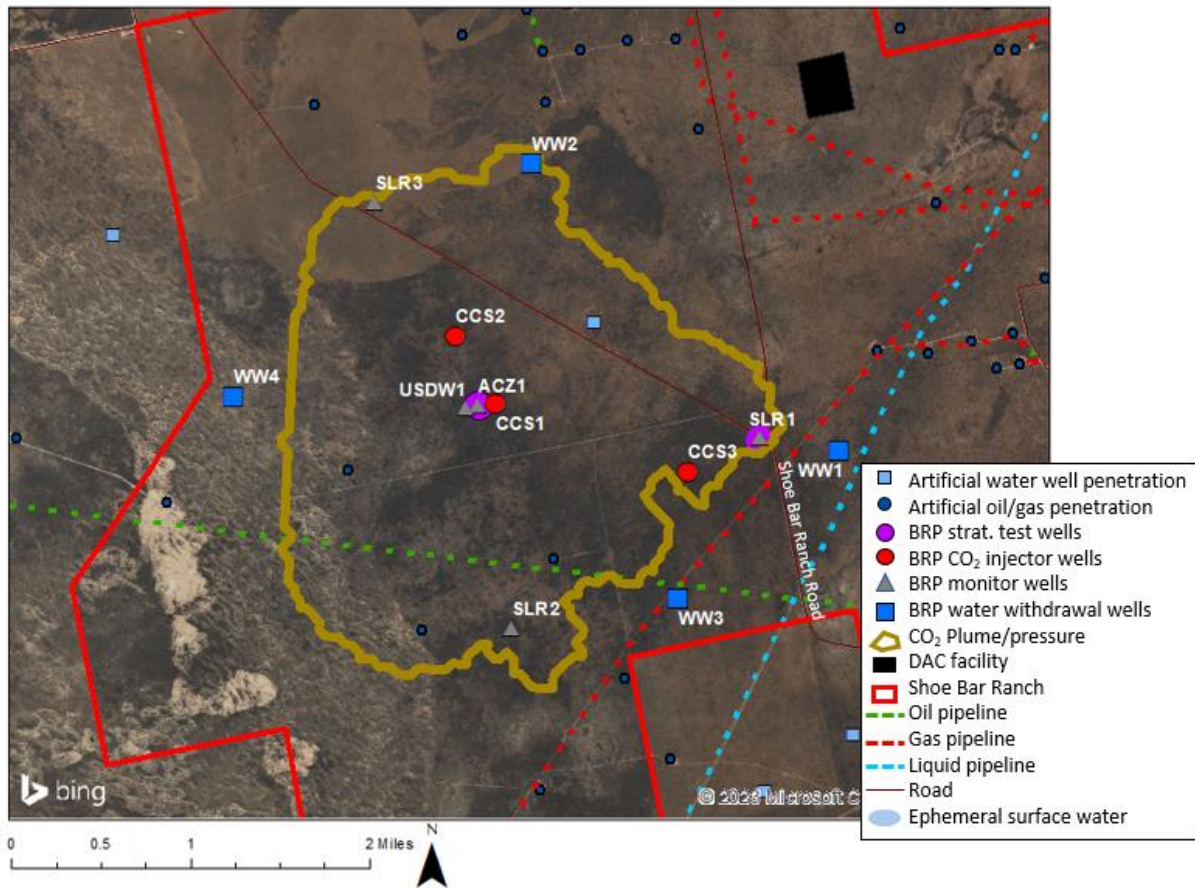 WW2
SLR3
CCS2
WW4
USDW1
ACZ1
CCS1
SLR1
CCS3
WW1
Shoe Bar Ranch Road
SLR2
WW3
Artificial water well penetration
Artificial oil/gas penetration
BRP strat. test wells
BRP CO₂ injector wells
BRP monitor wells
BRP water withdrawal wells
CO₂ Plume/pressure
DAC facility
Shoe Bar Ranch
Oil pipeline
Gas pipeline
Liquid pipeline
Road
Ephemeral surface water
bing
© 2023 Microsoft C
0 0.5 1 2 Miles
N